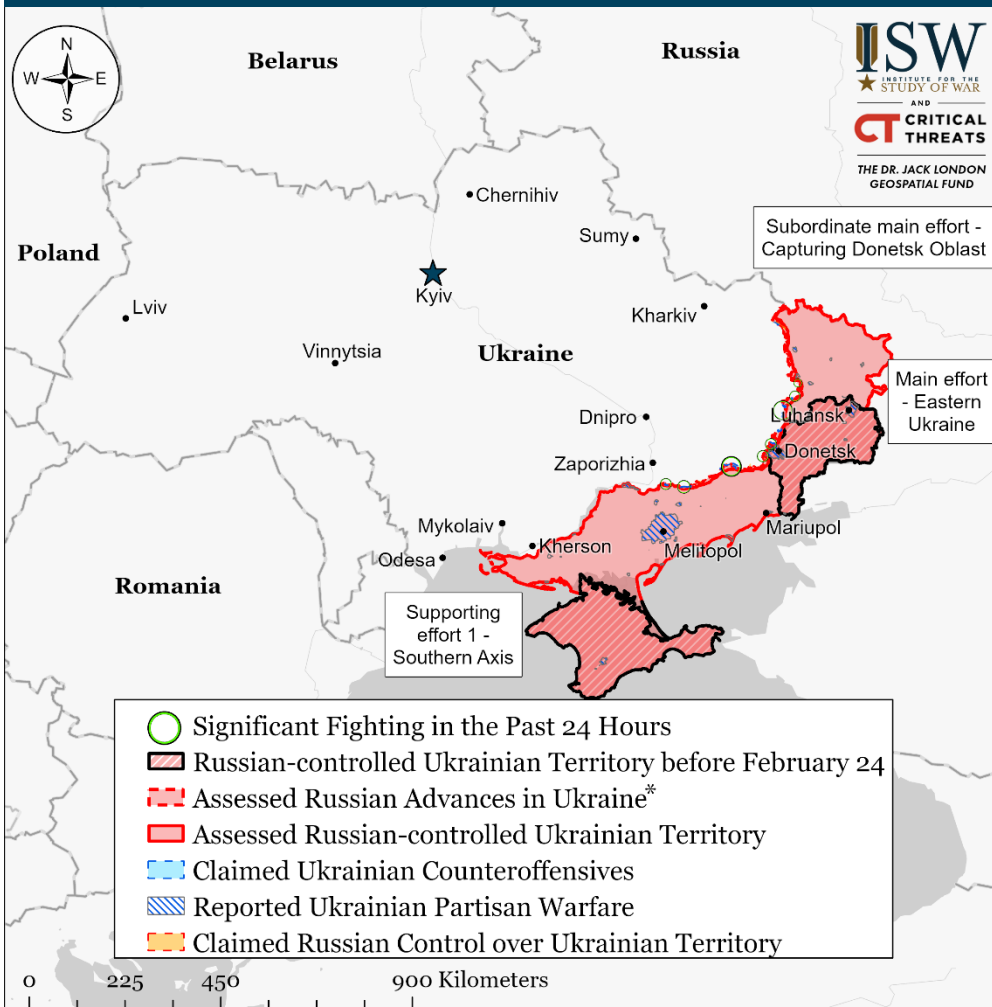 N
W
E
S
Belarus
Russia
ISW
INSTITUTE FOR THE
STUDY OF WAR
AND
CT CRITICAL
THREATS
THE DR. JACK LONDON
GEOSPATIAL FUND
Chernihiv
Sumy
Subordinate main effort -
Capturing Donetsk Oblast
Poland
Kyiv
Lviv
Kharkiv
Vinnytsia
Ukraine
Main effort
- Eastern
Ukraine
Dnipro
Luhansk
Donetsk
Zaporizhia
Mykolaiv
Mariupol
Kherson
Melitopol
Odesa
Romania
Supporting
effort 1 -
Southern Axis
Significant Fighting in the Past 24 Hours
Russian-controlled Ukrainian Territory before February 24
Assessed Russian Advances in Ukraine*
Assessed Russian-controlled Ukrainian Territory
Claimed Ukrainian Counteroffensives
Reported Ukrainian Partisan Warfare
Claimed Russian Control over Ukrainian Territory
0 225 450 900 Kilometers